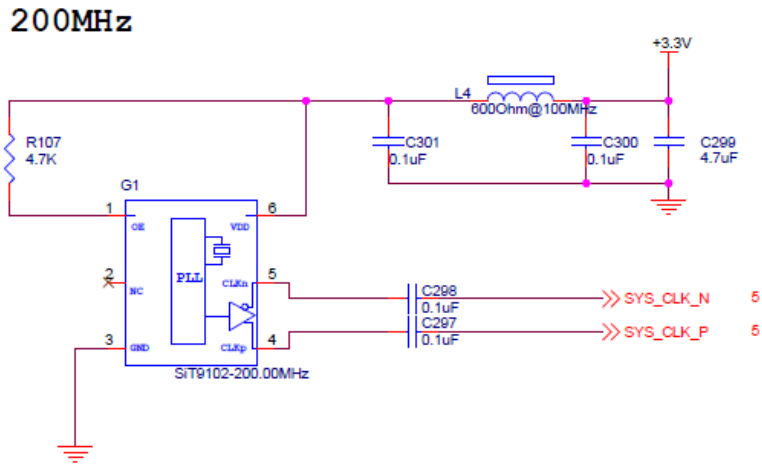 200MHz
+3.3V
L4
600Ohm@100MHz
R107
4.7K
C301
0.1uF
C300
0.1uF
C299
4.7uF
G1
1
OE
6
VDD
2
NC
PLL
5
CLKn
3
GND
4
CLKp
SiT9102-200.00MHz
C298
0.1uF
C297
0.1uF
SYS_CLK_N 5
SYS_CLK_P 5